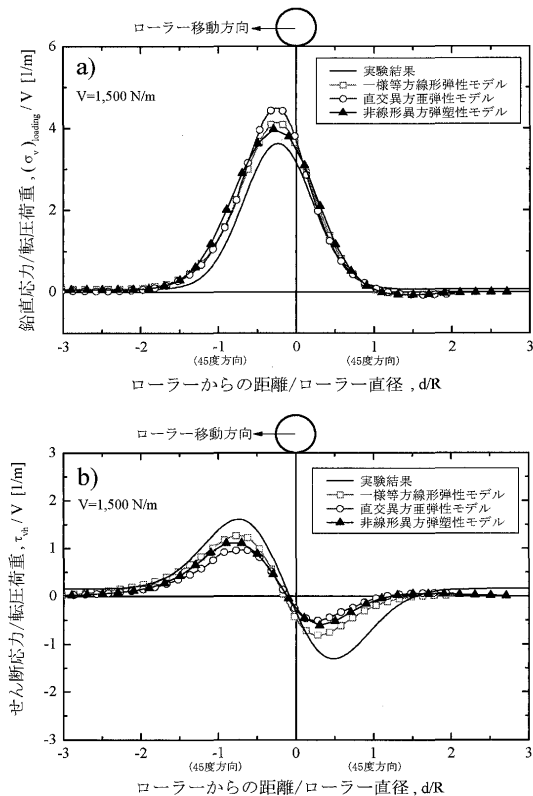 ローラー移動方向
a)
V=1,500 N/m
実験結果
一様等方線形弾性モデル
直交異方亜弾性モデル
非線形異方弾塑性モデル
鉛直応力/転圧荷重 , (σv)loading / V [1/m]
6
4
2
0
-3 -2 -1 0 1 2 3
(45度方向) (45度方向)
ローラーからの距離/ローラー直径 , d/R
ローラー移動方向
b)
V=1,500 N/m
実験結果
一様等方線形弾性モデル
直交異方亜弾性モデル
非線形異方弾塑性モデル
せん断応力/転圧荷重, τvh / V [1/m]
3
2
1
0
-1
-2
-3
-3 -2 -1 0 1 2 3
(45度方向) (45度方向)
ローラーからの距離/ローラー直径 , d/R